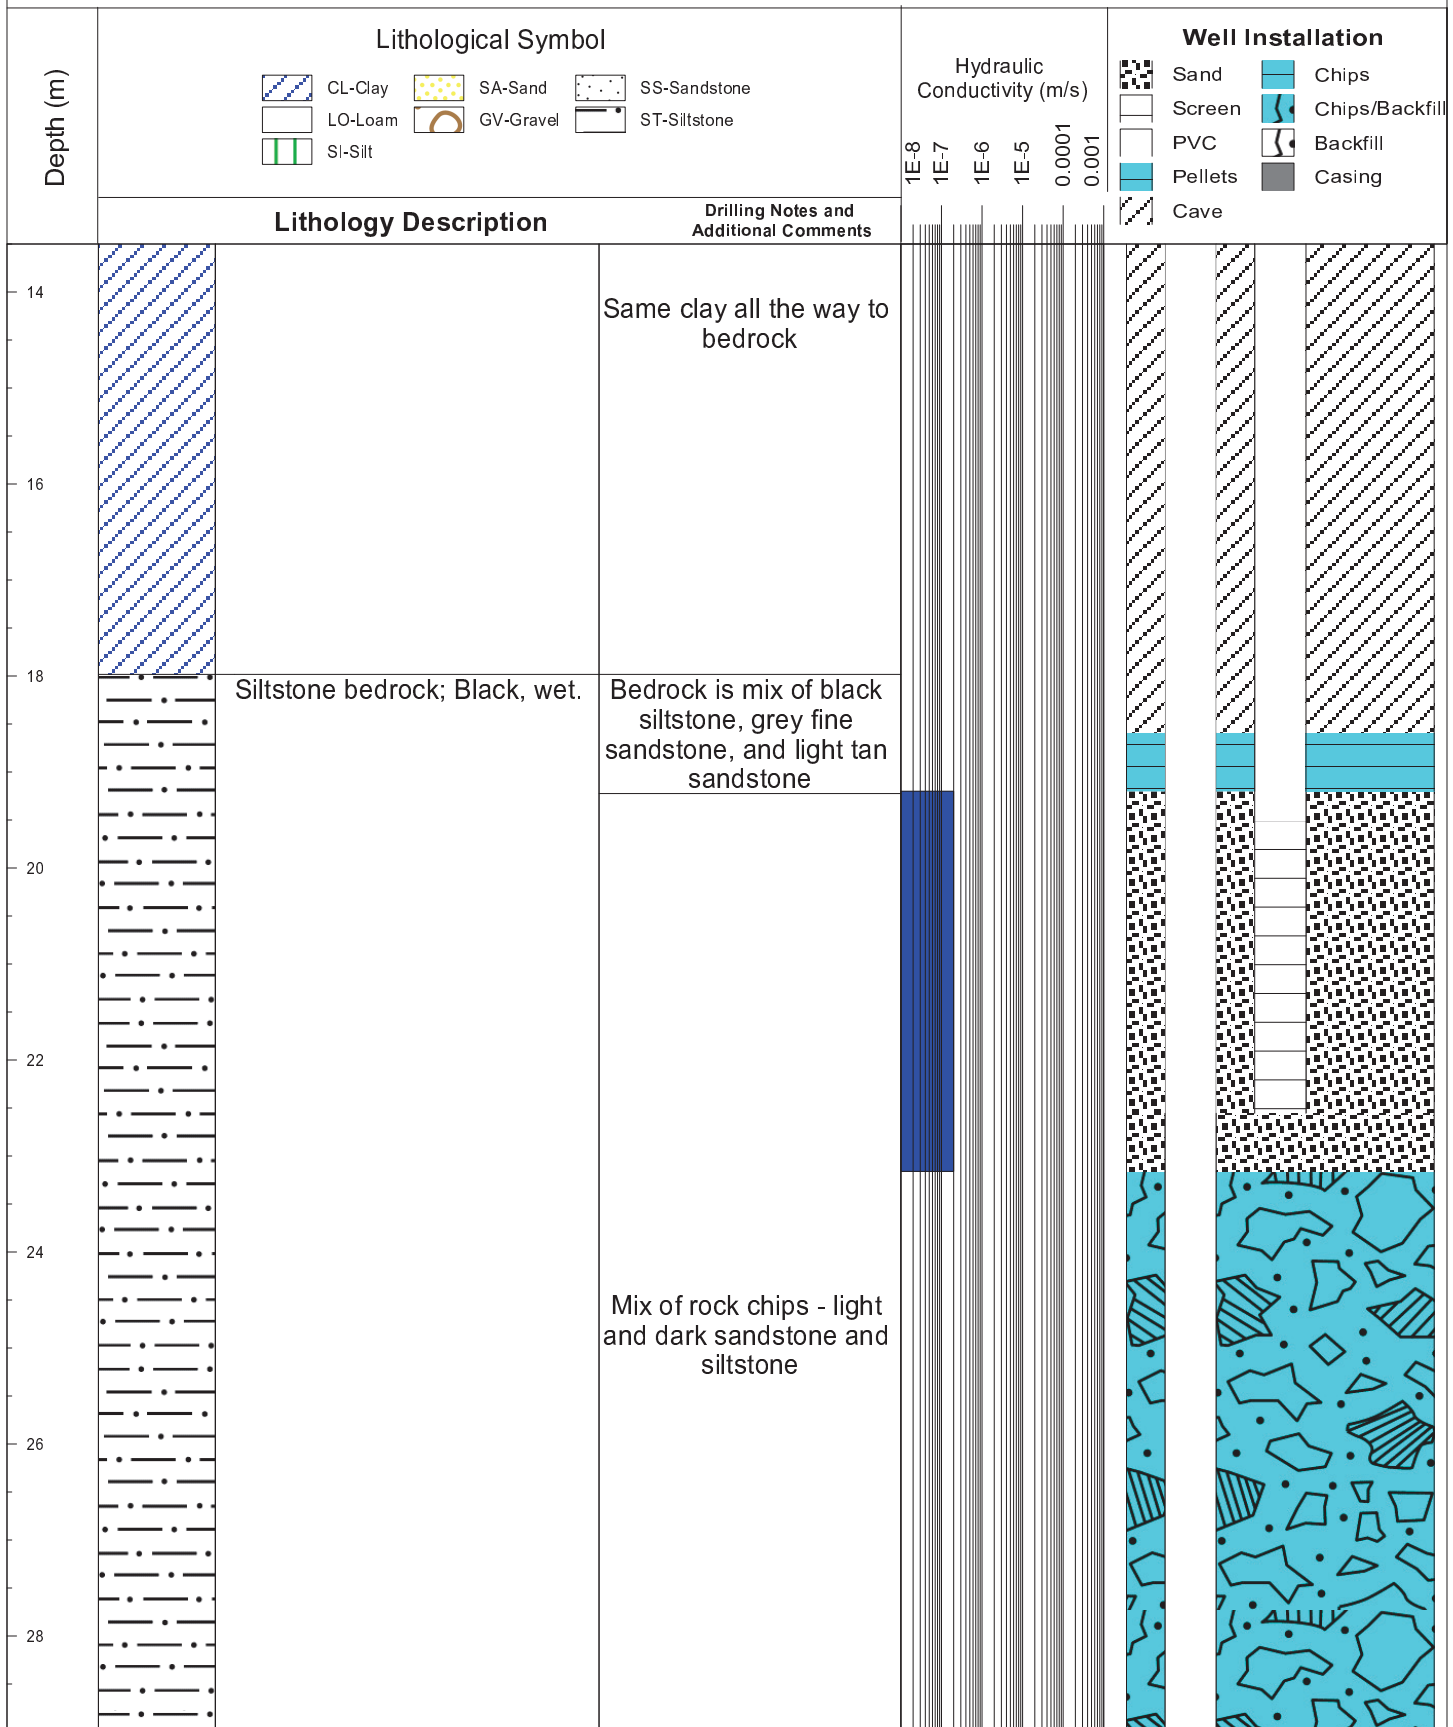 Depth (m)
Lithological Symbol
CL-Clay
SA-Sand
SS-Sandstone
LO-Loam
GV-Gravel
ST-Siltstone
SI-Silt
Lithology Description
Drilling Notes and
Additional Comments
Hydraulic
Conductivity (m/s)
1E-8
1E-7
1E-6
1E-5
0.0001
0.001
Well Installation
Sand
Chips
Screen
Chips/Backfill
PVC
Backfill
Pellets
Casing
Cave
14
Same clay all the way to
bedrock
16
18
Siltstone bedrock; Black, wet.
Bedrock is mix of black
siltstone, grey fine
sandstone, and light tan
sandstone
20
22
24
Mix of rock chips - light
and dark sandstone and
siltstone
26
28